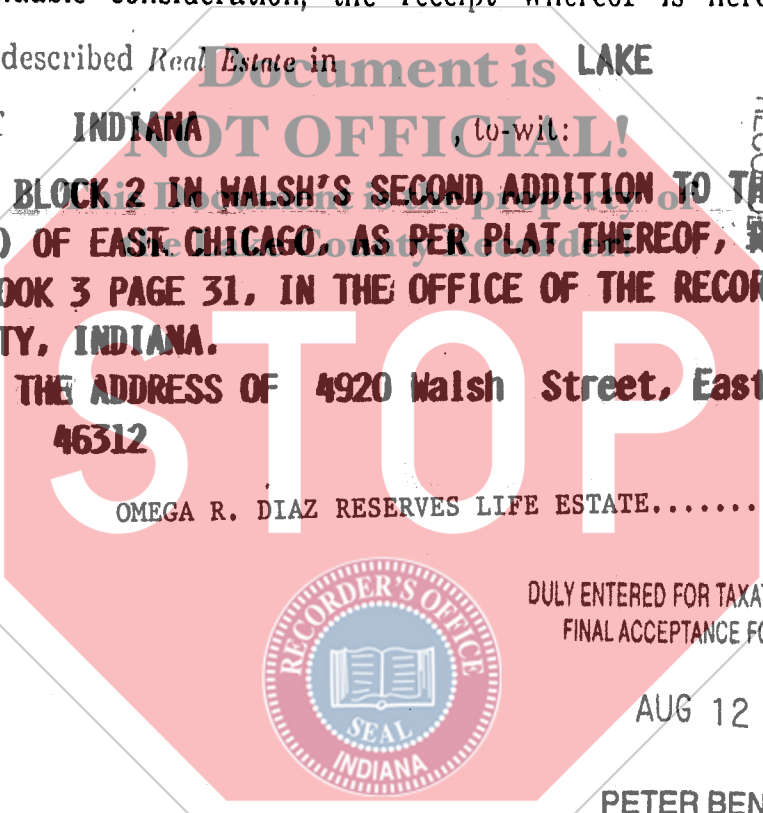 consideration, the receipt whereof is
described Real Estate in LAKE
Document is
INDIANA , to-wit:
NOT OFFICIAL!
BLOCK 2 IN WALSH'S SECOND ADDITION TO
This Document is the property of
OF EAST CHICAGO, AS PER PLAT THEREOF,
the Lake County Recorder!
OOK 3 PAGE 31, IN THE OFFICE OF THE RECOR
TY, INDIANA.
THE ADDRESS OF 4920 Walsh Street, East
46312
STOP
OMEGA R. DIAZ RESERVES LIFE ESTATE.......
RECORDER'S OFFICE
SEAL
INDIANA
DULY ENTERED FOR TAXA
FINAL ACCEPTANCE FO
AUG 12
PETER BEN